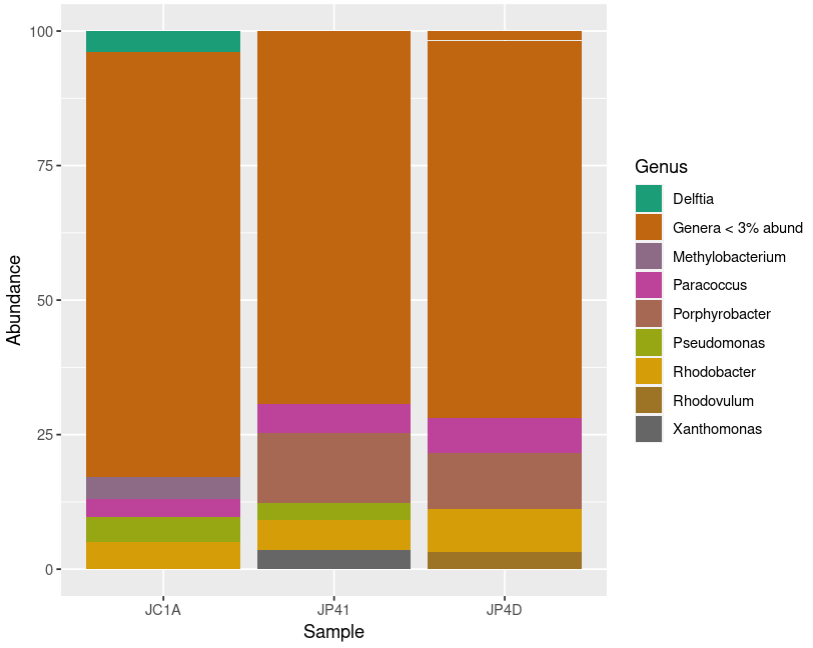 Abundance
100
75
50
25
0
JC1A
JP41
JP4D
Sample
Genus
Delftia
Genera < 3% abund
Methylobacterium
Paracoccus
Porphyrobacter
Pseudomonas
Rhodobacter
Rhodovulum
Xanthomonas